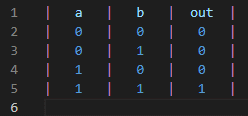 1 | a | b | out |
2 | 0 | 0 | 0 |
3 | 0 | 1 | 0 |
4 | 1 | 0 | 0 |
5 | 1 | 1 | 1 |
6